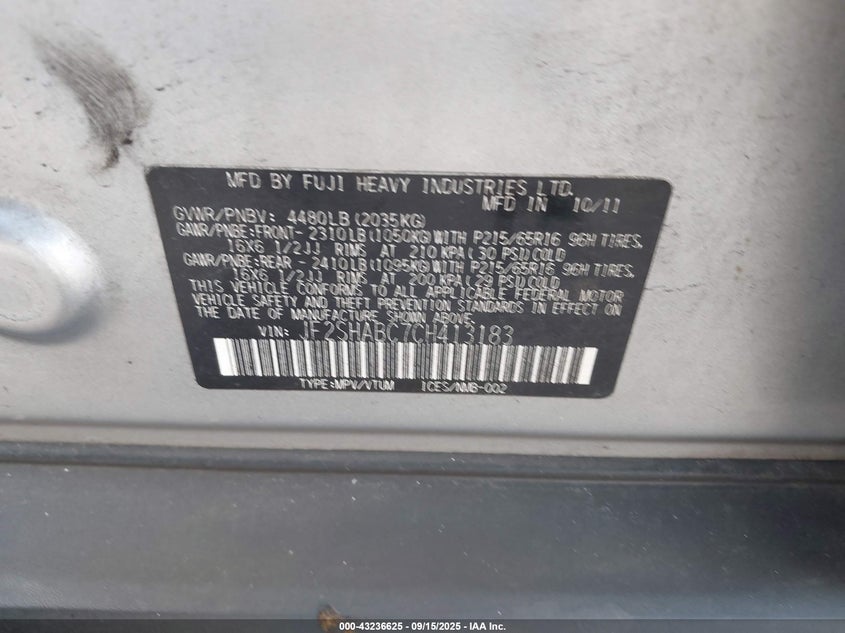 MFD BY FUJI HEAVY INDUSTRIES LTD.
MFD IN 10/11
GVWR/PNBV: 4480LB(2035KG)
GAWR/PNBE:FRONT-2310LB(1050KG)WITH P215/65R16 96H TIRES,
16X6 1/2JJ RIMS AT 210 KPA(30 PSI)COLD
GAWR/PNBE:REAR -2410LB(1095KG)WITH P215/65R16 96H TIRES,
16X6 1/2JJ RIMS AT 200 KPA(29 PSI)COLD
THIS VEHICLE CONFORMS TO ALL APPLICABLE FEDERAL MOTOR
VEHICLE SAFETY AND THEFT PREVENTION STANDARDS IN EFFECT ON
THE DATE OF MANUFACTURE SHOWN ABOVE.
VIN: JF2SHABC7CH413183
TYPE:MPV/VTUM ICES/NMB-002
000-43236625 - 09/15/2025 - IAA Inc.